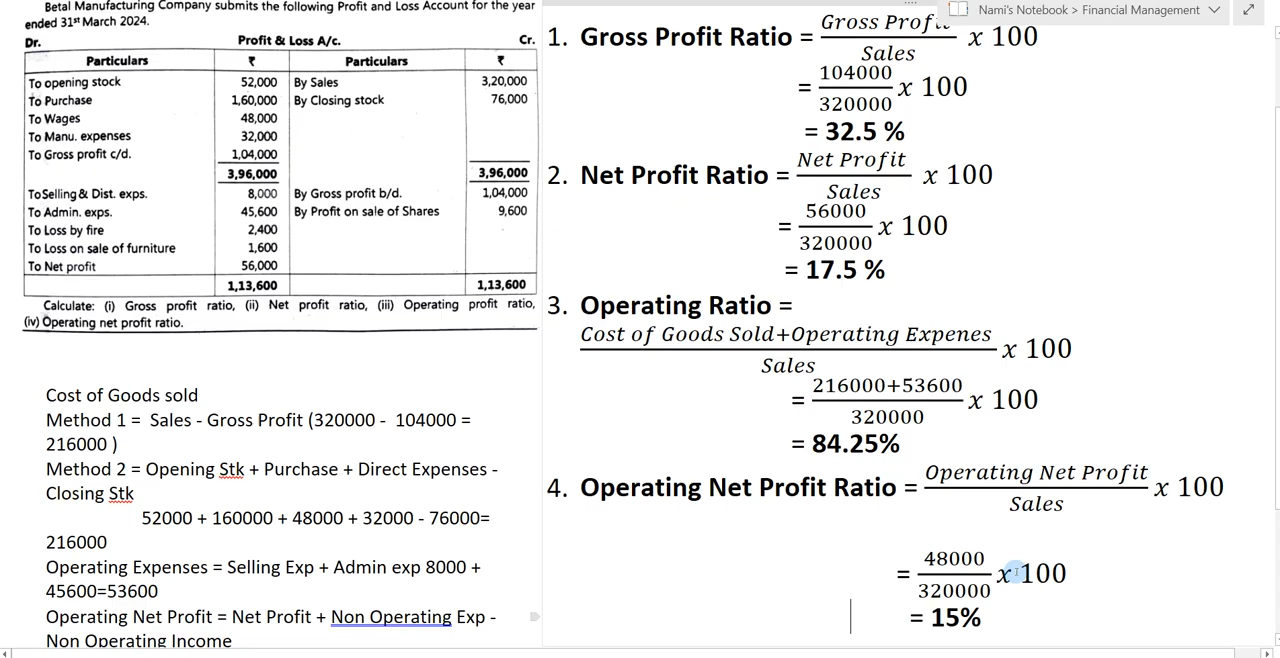 Nami's Notebook > Financial Management
Betal Manufacturing Company submits the following Profit and Loss Account for the year
ended 31st March 2024.
Dr. Profit & Loss A/c. Cr.
Particulars ₹ Particulars ₹
To opening stock 52,000 By Sales 3,20,000
To Purchase 1,60,000 By Closing stock 76,000
To Wages 48,000
To Manu. expenses 32,000
To Gross profit c/d. 1,04,000
3,96,000 3,96,000
To Selling & Dist. exps. 8,000 By Gross profit b/d. 1,04,000
To Admin. exps. 45,600 By Profit on sale of Shares 9,600
To Loss by fire 2,400
To Loss on sale of furniture 1,600
To Net profit 56,000
1,13,600 1,13,600
Calculate: (i) Gross profit ratio, (ii) Net profit ratio, (iii) Operating profit ratio,
(iv) Operating net profit ratio.
Cost of Goods sold
Method 1 = Sales - Gross Profit (320000 - 104000 =
216000 )
Method 2 = Opening Stk + Purchase + Direct Expenses -
Closing Stk
52000 + 160000 + 48000 + 32000 - 76000=
216000
Operating Expenses = Selling Exp + Admin exp 8000 +
45600=53600
Operating Net Profit = Net Profit + Non Operating Exp -
Non Operating Income
1. Gross Profit Ratio = Gross Prof x 100
Sales
= 104000 x 100
320000
= 32.5 %
2. Net Profit Ratio = Net Profit x 100
Sales
= 56000 x 100
320000
= 17.5 %
3. Operating Ratio =
Cost of Goods Sold+Operating Expenes x 100
Sales
= 216000+53600 x 100
320000
= 84.25%
4. Operating Net Profit Ratio = Operating Net Profit x 100
Sales
= 48000 x 100
320000
= 15%